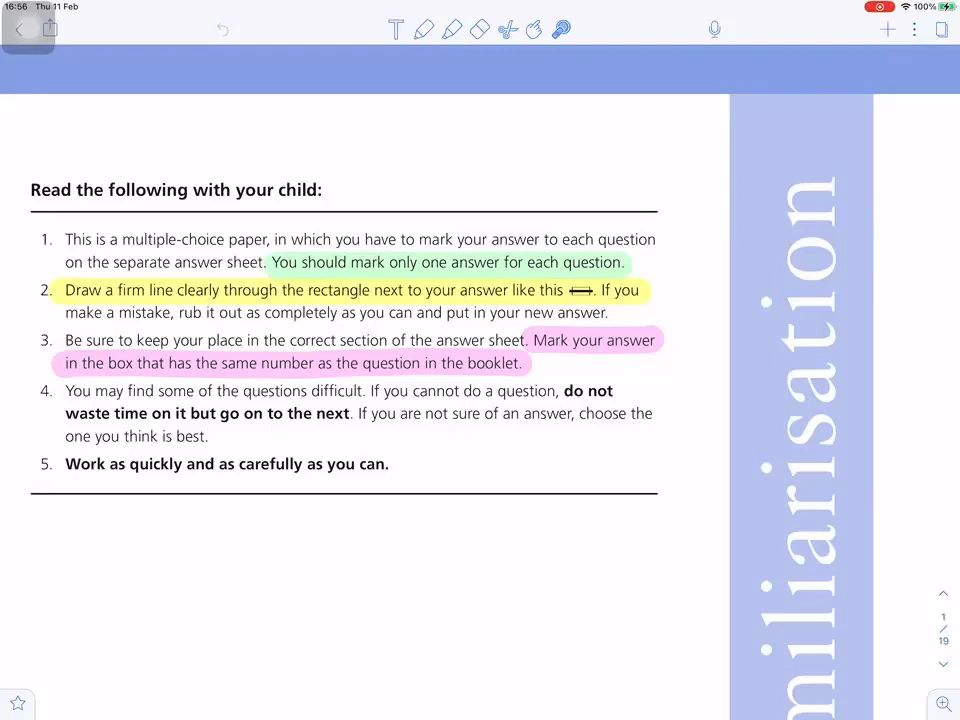 16:56 Thu 11 Feb
100%
Read the following with your child:
1. This is a multiple-choice paper, in which you have to mark your answer to each question
on the separate answer sheet. You should mark only one answer for each question.
2. Draw a firm line clearly through the rectangle next to your answer like this . If you
make a mistake, rub it out as completely as you can and put in your new answer.
3. Be sure to keep your place in the correct section of the answer sheet. Mark your answer
in the box that has the same number as the question in the booklet.
4. You may find some of the questions difficult. If you cannot do a question, do not
waste time on it but go on to the next. If you are not sure of an answer, choose the
one you think is best.
5. Work as quickly and as carefully as you can.
miliarisation
1
/
19